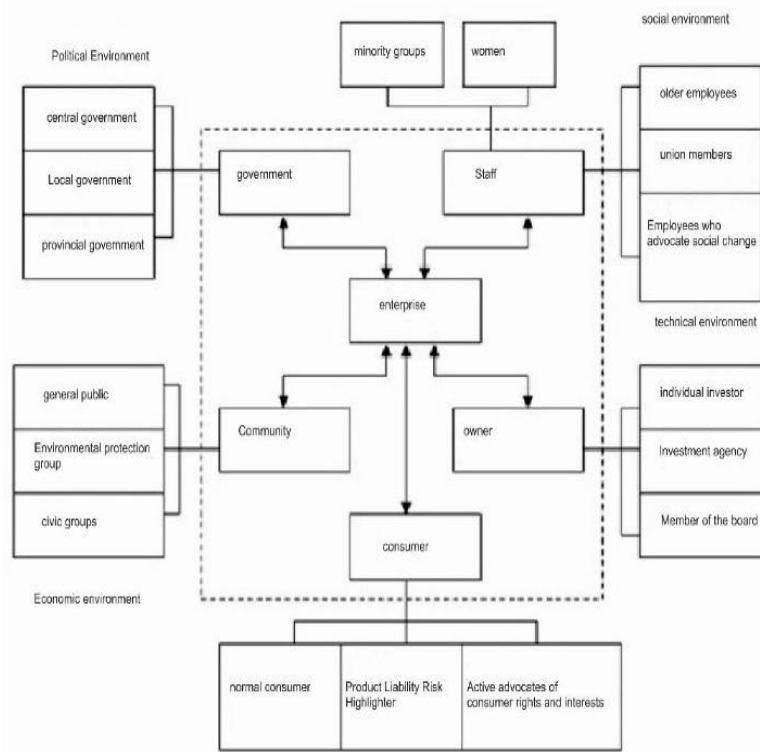 social environment
minority groups
women
Political Environment
older employees
central government
union members
government
Staff
Local government
Employees who
advocate social change
provincial government
enterprise
technical environment
general public
individual investor
Community
owner
Environmental protection
group
Investment agency
civic groups
Member of the board
consumer
Economic environment
normal consumer
Product Liability Risk
Highlighter
Active advocates of
consumer rights and interests